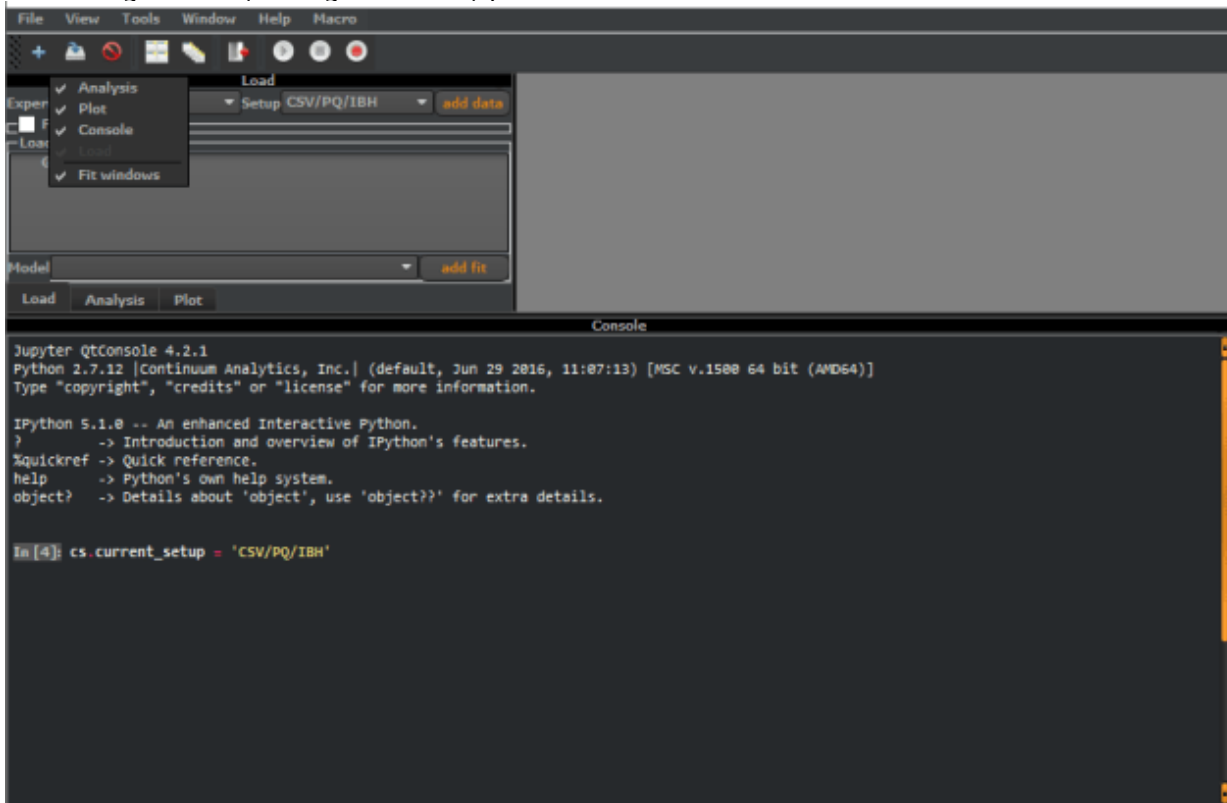 File View Tools Window Help Macro
Load
Analysis
Plot
Console
Load
Fit windows
Exper
Setup CSV/PQ/IBH
add data
Load
Model
add fit
Load Analysis Plot
Console
Jupyter QtConsole 4.2.1
Python 2.7.12 |Continuum Analytics, Inc.| (default, Jun 29 2016, 11:07:13) [MSC v.1500 64 bit (AMD64)]
Type "copyright", "credits" or "license" for more information.
IPython 5.1.0 -- An enhanced Interactive Python.
? -> Introduction and overview of IPython's features.
%quickref -> Quick reference.
help -> Python's own help system.
object? -> Details about 'object', use 'object??' for extra details.
In [4]: cs.current_setup = 'CSV/PQ/IBH'